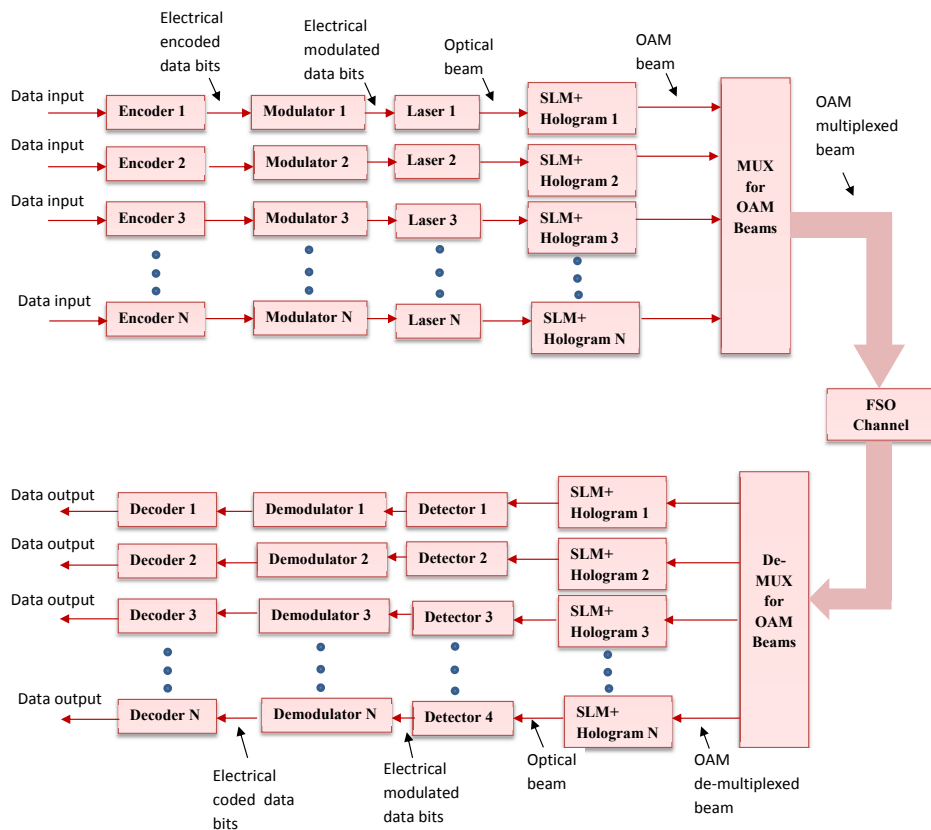 Electrical
encoded
data bits
Electrical
modulated
data bits
Optical
beam
OAM
beam
OAM
multiplexed
beam
Data input
Encoder 1
Modulator 1
Laser 1
SLM+
Hologram 1
Data input
Encoder 2
Modulator 2
Laser 2
SLM+
Hologram 2
Data input
Encoder 3
Modulator 3
Laser 3
SLM+
Hologram 3
Data input
Encoder N
Modulator N
Laser N
SLM+
Hologram N
MUX
for
OAM
Beams
FSO
Channel
Data output
Decoder 1
Demodulator 1
Detector 1
SLM+
Hologram 1
Data output
Decoder 2
Demodulator 2
Detector 2
SLM+
Hologram 2
Data output
Decoder 3
Demodulator 3
Detector 3
SLM+
Hologram 3
Data output
Decoder N
Demodulator N
Detector 4
SLM+
Hologram N
De-
MUX
for
OAM
Beams
Electrical
coded data
bits
Electrical
modulated
data bits
Optical
beam
OAM
de-multiplexed
beam